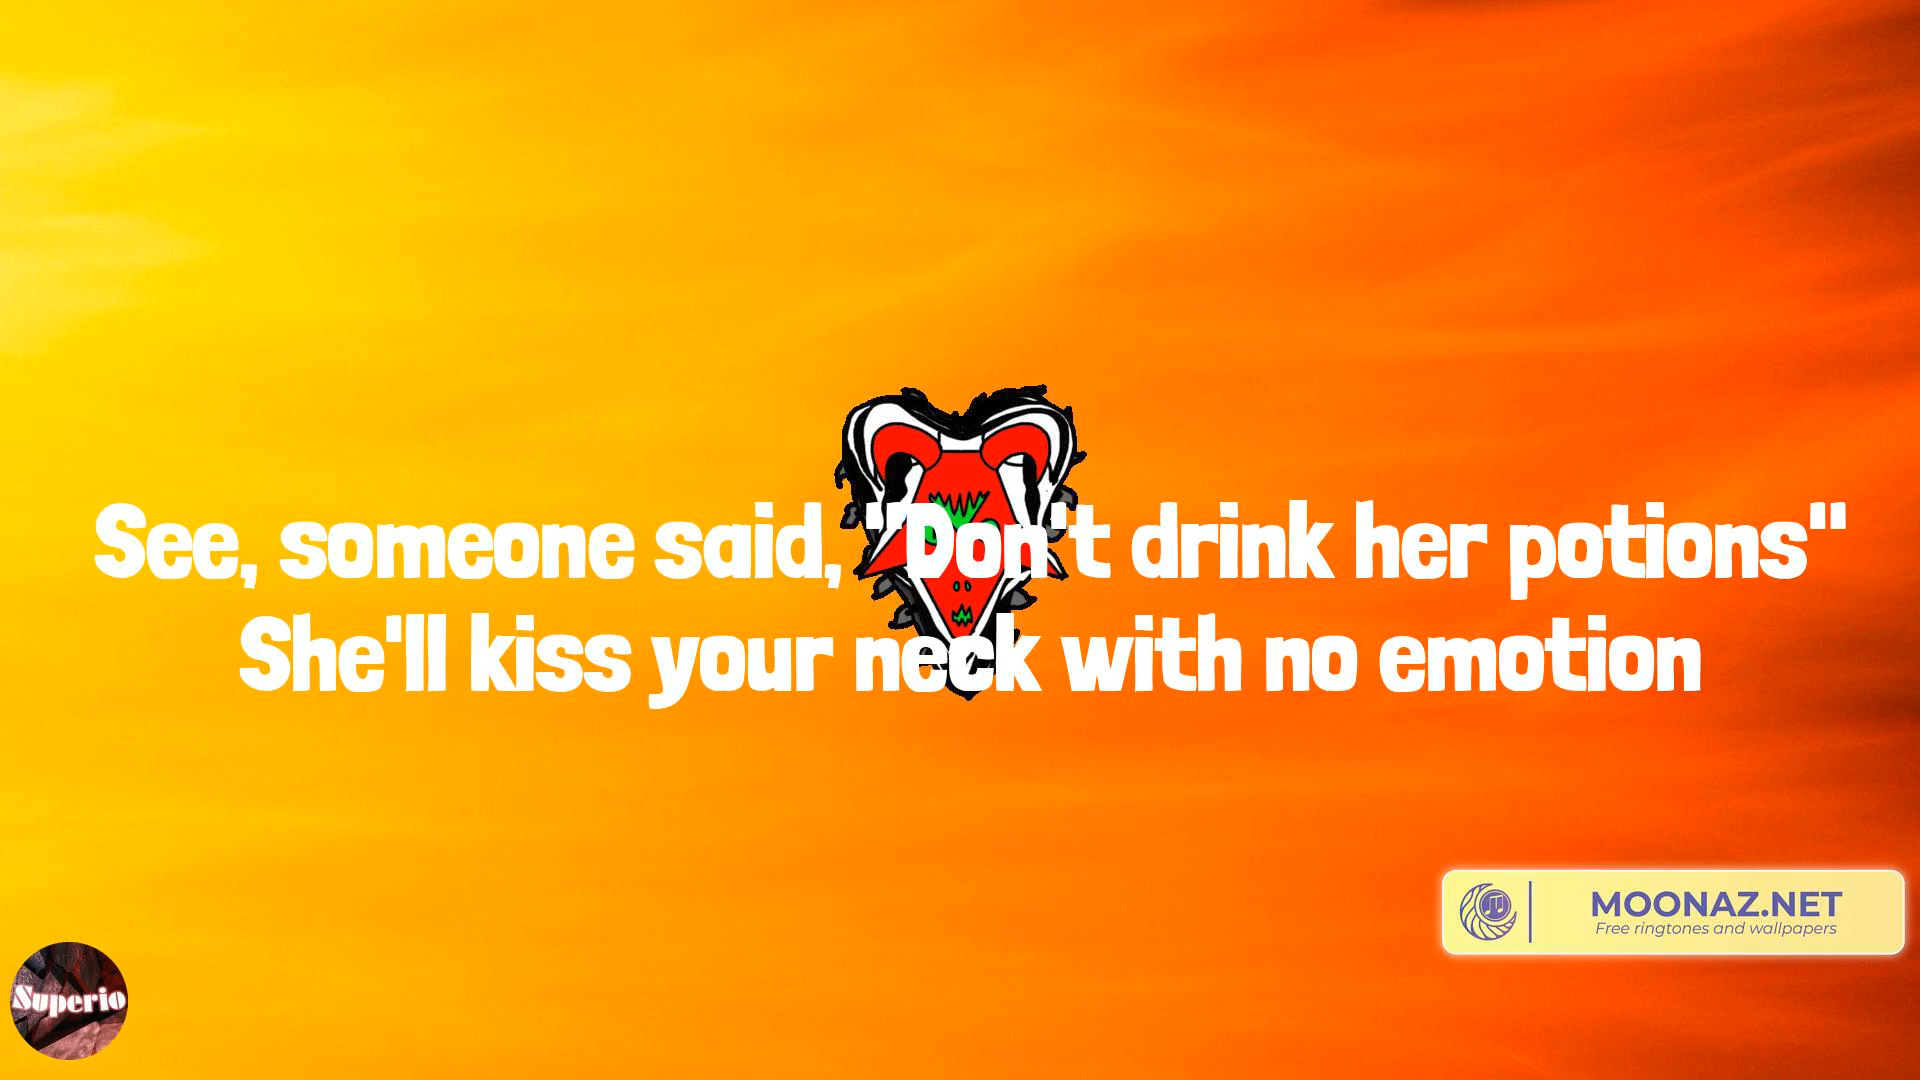 See, someone said, "Don't drink her potions"
She'll kiss your neck with no emotion
MOONAZ.NET
Free ringtones and wallpapers
Superio